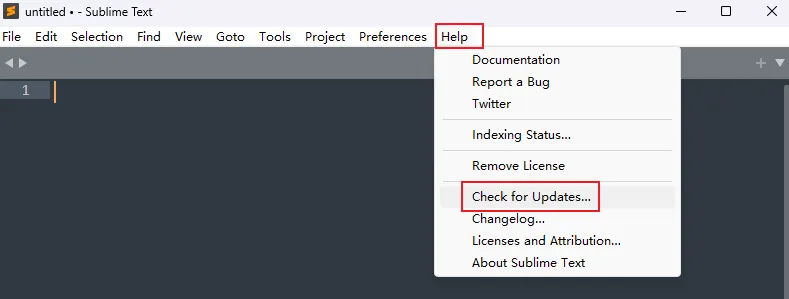 untitled • - Sublime Text
File Edit Selection Find View Goto Tools Project Preferences Help
1
Documentation
Report a Bug
Twitter
Indexing Status...
Remove License
Check for Updates...
Changelog...
Licenses and Attribution...
About Sublime Text